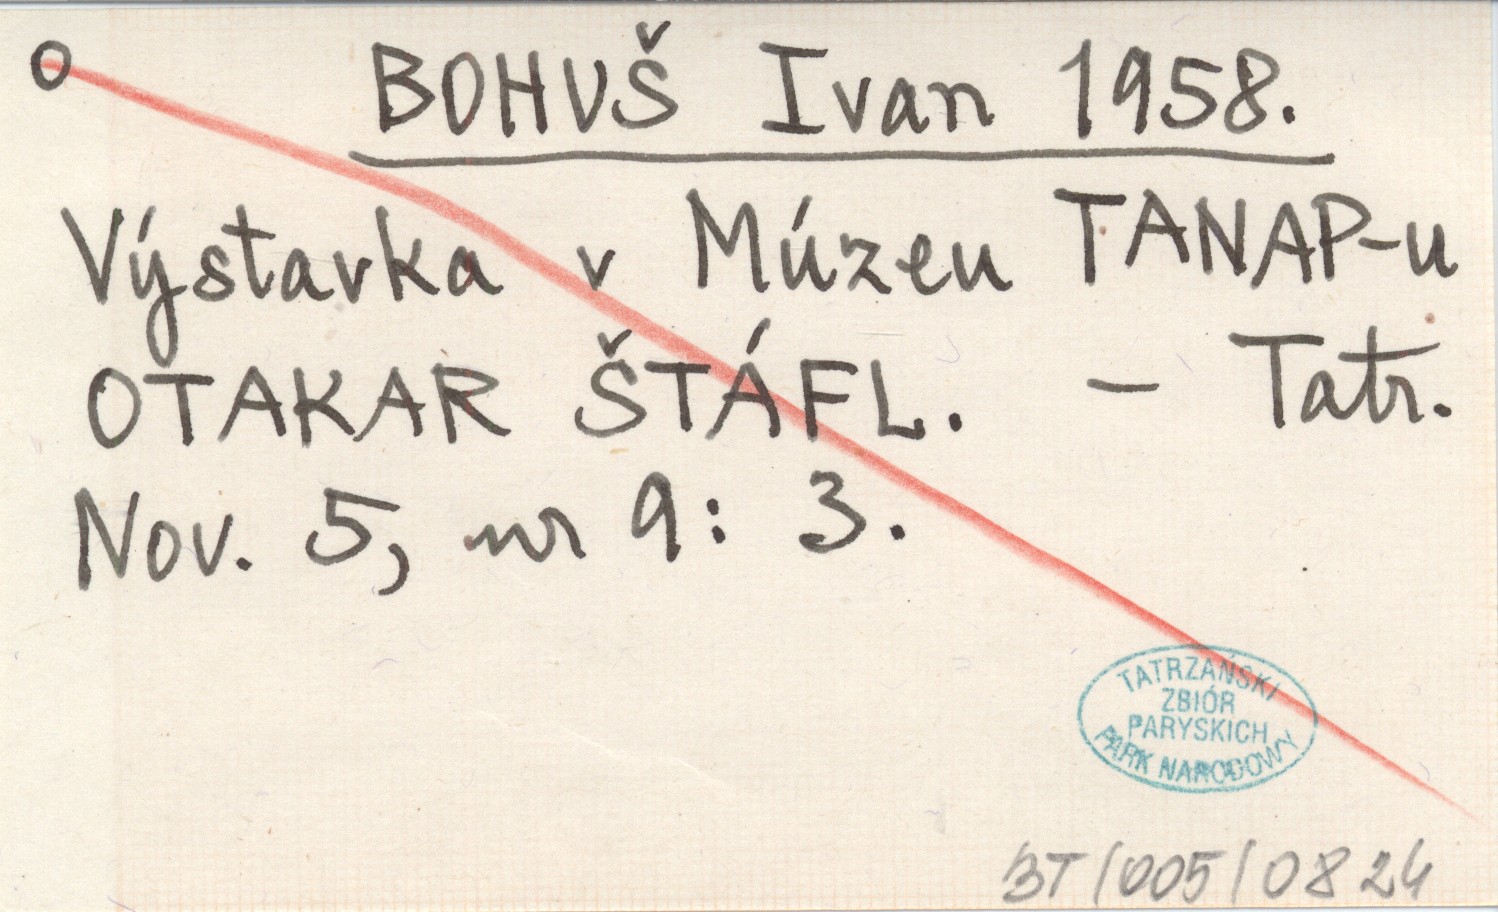 o BOHUŠ Ivan 1958.
Výstavka v Múzeu TANAP-u
OTAKAR ŠTÁFL. – Tatr.
Nov. 5, nr 9: 3.
TATRZAŃSKI
ZBIÓR
PARYSKICH
PARK NARODOWY
BT/005/0824